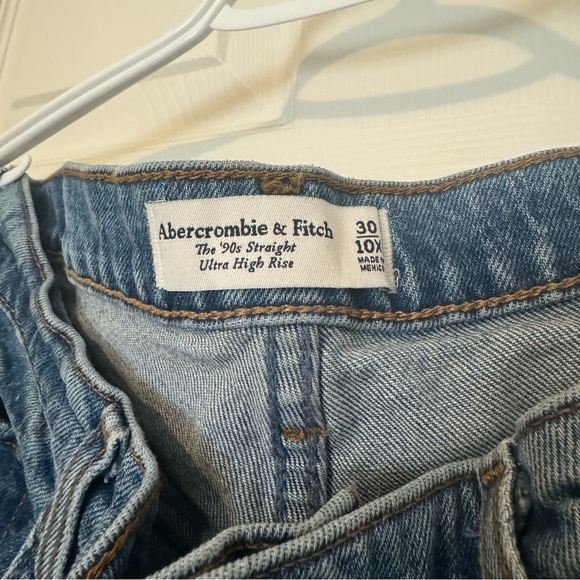 Abercrombie & Fitch
The '90s Straight
Ultra High Rise
30
10X
MADE IN
MEXICO